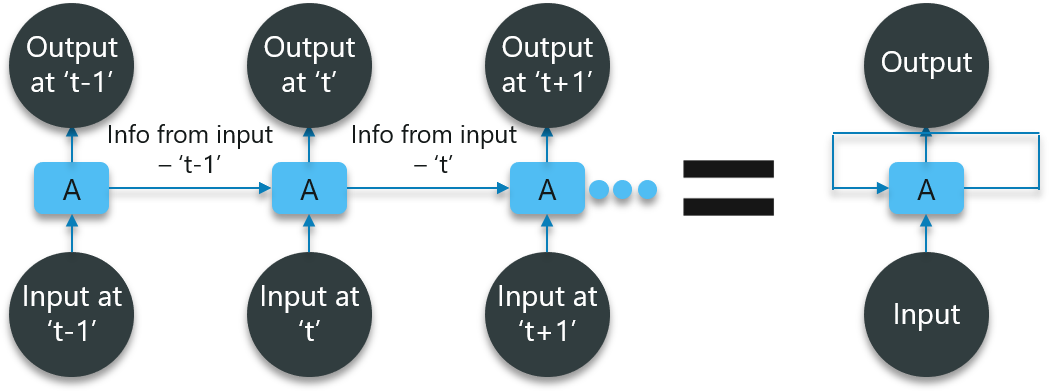 Output
at ‘t-1’
Output
at ‘t’
Output
at ‘t+1’
Output
Info from input
– ‘t-1’
Info from input
– ‘t’
A
A
A
A
Input at
‘t-1’
Input at
‘t’
Input at
‘t+1’
Input